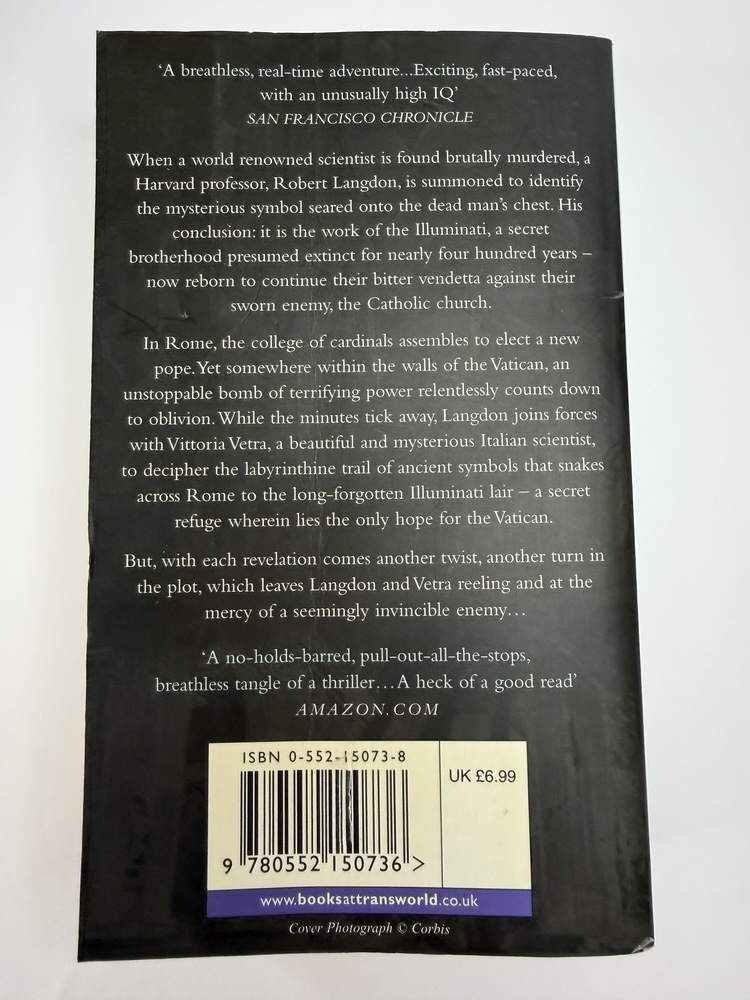 ‘A breathless, real-time adventure...Exciting, fast-paced,
with an unusually high IQ’
SAN FRANCISCO CHRONICLE
When a world renowned scientist is found brutally murdered, a
Harvard professor, Robert Langdon, is summoned to identify
the mysterious symbol seared onto the dead man’s chest. His
conclusion: it is the work of the Illuminati, a secret
brotherhood presumed extinct for nearly four hundred years –
now reborn to continue their bitter vendetta against their
sworn enemy, the Catholic church.
In Rome, the college of cardinals assembles to elect a new
pope. Yet somewhere within the walls of the Vatican, an
unstoppable bomb of terrifying power relentlessly counts down
to oblivion. While the minutes tick away, Langdon joins forces
with Vittoria Vetra, a beautiful and mysterious Italian scientist,
to decipher the labyrinthine trail of ancient symbols that snakes
across Rome to the long-forgotten Illuminati lair – a secret
refuge wherein lies the only hope for the Vatican.
But, with each revelation comes another twist, another turn in
the plot, which leaves Langdon and Vetra reeling and at the
mercy of a seemingly invincible enemy...
‘A no-holds-barred, pull-out-all-the-stops,
breathless tangle of a thriller...A heck of a good read’
AMAZON.COM
ISBN 0-552-15073-8
UK £6.99
9 780552 150736 >
www.booksattransworld.co.uk
Cover Photograph © Corbis